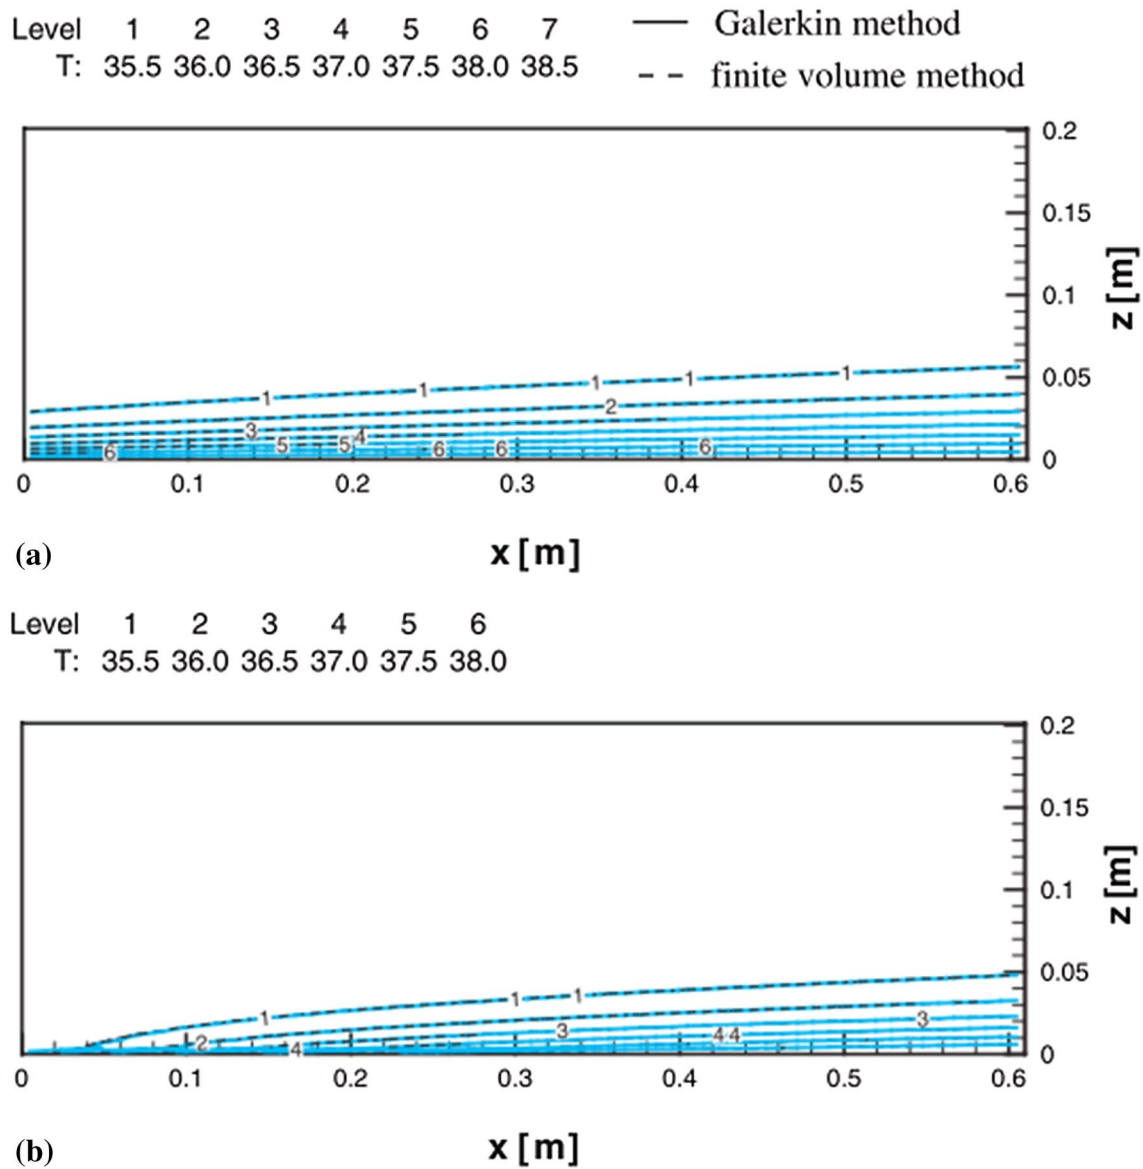 Level 1 2 3 4 5 6 7
T: 35.5 36.0 36.5 37.0 37.5 38.0 38.5
Galerkin method
finite volume method
0.2
0.15
0.1
0.05
0
z [m]
1 1 1 1 1
2
3 4
5 5
6 6 6 6
0 0.1 0.2 0.3 0.4 0.5 0.6
x [m]
(a)
Level 1 2 3 4 5 6
T: 35.5 36.0 36.5 37.0 37.5 38.0
0.2
0.15
0.1
0.05
0
z [m]
1 1 1
2 3 3
4 4 4
0 0.1 0.2 0.3 0.4 0.5 0.6
x [m]
(b)